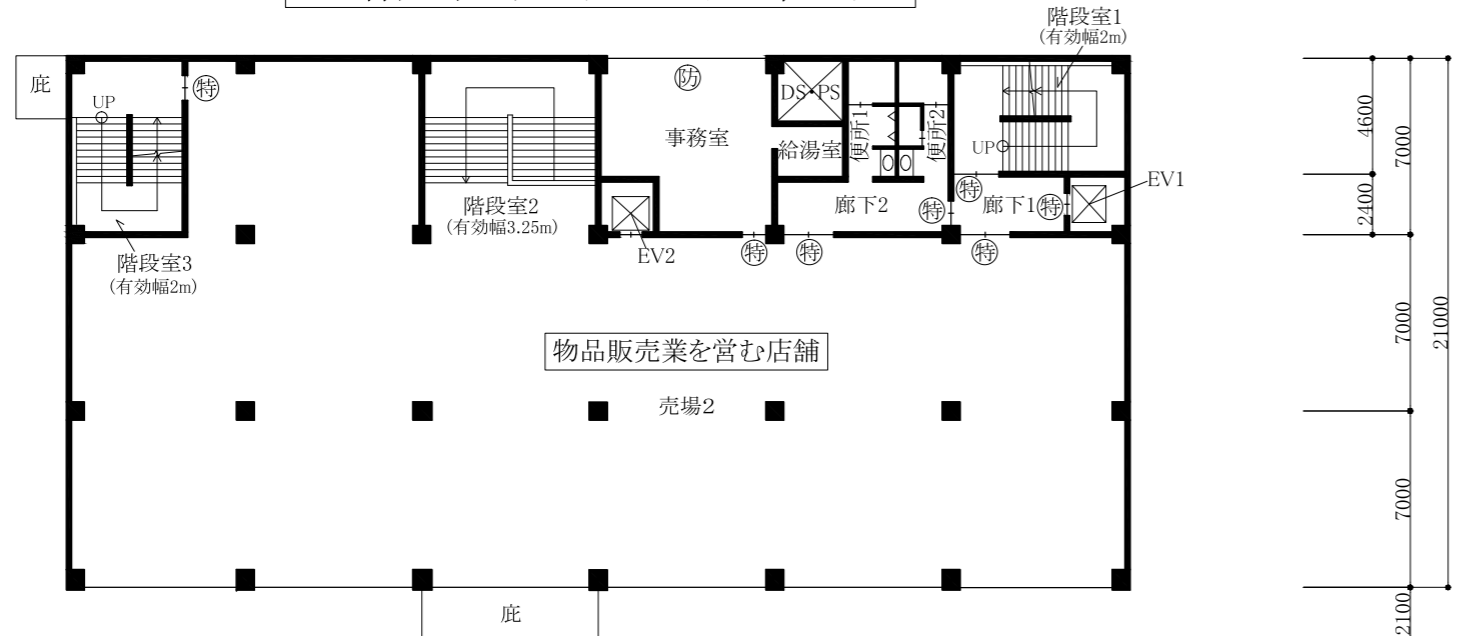 階段室1
(有効幅2m)
庇
UP
特
防
DS・PS
事務室
給湯室
便所1
便所2
UP
特
EV1
廊下2
特
廊下1
特
階段室2
(有効幅3.25m)
EV2
特
特
特
階段室3
(有効幅2m)
物品販売業を営む店舗
売場2
庇
4600
2400
7000
7000
7000
21000
2100